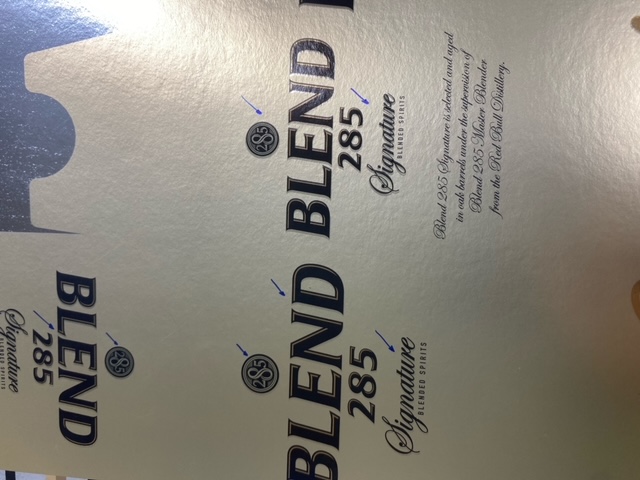 285
BLEND
285
Signature
BLENDED SPIRITS
Blend 285 Signature is selected and aged
in oak barrels under the supervision of
Blend 285 Master Blender
from the Red Bull Distillery.
285
BLEND
285
Signature
BLENDED SPIRITS
285
BLEND
285
Signature
BLENDED SPIRITS